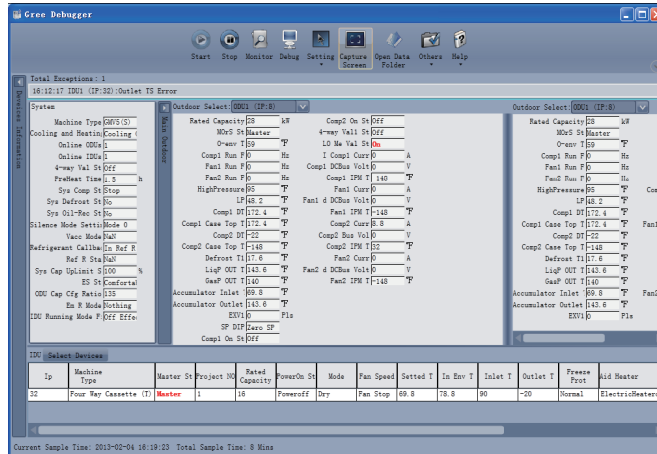 Gree Debugger
Start Stop Monitor Debug Setting Capture Screen Open Data Folder Others Help
Total Exceptions: 1
16:12:17 IDU1 (IP:32):Outlet TS Error
Devices Information
System
Machine Type GMV5(S)
Cooling and Heating Cooling
Online ODUs 1
Online IDUs 1
4-way Val St Off
PreHeat Time 1.5 h
Sys Comp St Stop
Sys Defrost St No
Sys Oil-Rec St No
Silence Mode Settin Mode 0
Vacc Mode NaN
Refrigerant Callbac In Ref R
Ref R Sta NaN
Sys Cap UpLimit S 100 %
ES St Comfortal
ODU Cap Cfg Ratio 135
Em R Mode Nothing
IDU Running Mode F Off Effec
Main Outdoor
Outdoor Select: ODU1 (IP:8)
Rated Capacity 28 kW
MOrS St Master
O-env T 59 °F
Comp1 Run F 0 Hz
Fan1 Run F 0 Hz
Fan2 Run F 0 Hz
HighPressure 95 °F
LP 48.2 °F
Comp1 DT 172.4 °F
Comp1 Case Top T 172.4 °F
Comp2 DT -22 °F
Comp2 Case Top T -148 °F
Defrost T1 17.6 °F
LiqP OUT T 143.6 °F
GasP OUT T 140 °F
Accumulator Inlet T 69.8 °F
Accumulator Outlet 143.6 °F
EXV1 0 Pls
SP DIP Zero SP
Comp1 On St Off
Comp2 On St Off
4-way Val1 St Off
LO Me Val St On
I Comp1 Curr 0 A
Comp1 DCBus Volt 0 V
Comp1 IPM T 140 °F
Fan1 Curr 0 A
Fan1 d DCBus Volt 0 V
Fan1 IPM T -148 °F
Comp2 Curr 8.8 A
Comp2 Bus Vol 0 V
Comp2 IPM T 32 °F
Fan2 Curr 0 A
Fan2 d DCBus Volt 0 V
Fan2 IPM T -148 °F
Outdoor Select: ODU1 (IP:8)
Rated Capacity 28 kW
MOrS St Master
O-env T 59 °F
Comp1 Run F 0 Hz
Fan1 Run F 0 Hz
Fan2 Run F 0 Hz
HighPressure 95 °F
LP 48.2 °F
Comp1 DT 172.4 °F
Comp1 Case Top T 172.4 °F
Comp2 DT -22 °F
Comp2 Case Top T -148 °F
Defrost T1 17.6 °F
LiqP OUT T 143.6 °F
GasP OUT T 140 °F
Accumulator Inlet T 69.8 °F
Accumulator Outlet 143.6 °F
EXV1 0 Pls
Fan1
Fan2
IDU Select Devices
Ip Machine Type Master St Project NO Rated Capacity PowerOn St Mode Fan Speed Setted T In Env T Inlet T Outlet T Freeze Prot Aid Heater
32 Four Way Cassette (T) Master 1 16 Poweroff Dry Fan Stop 69.8 78.8 90 -20 Normal ElectricHeater
Current Sample Time: 2013-02-04 16:19:23 Total Sample Time: 8 Mins